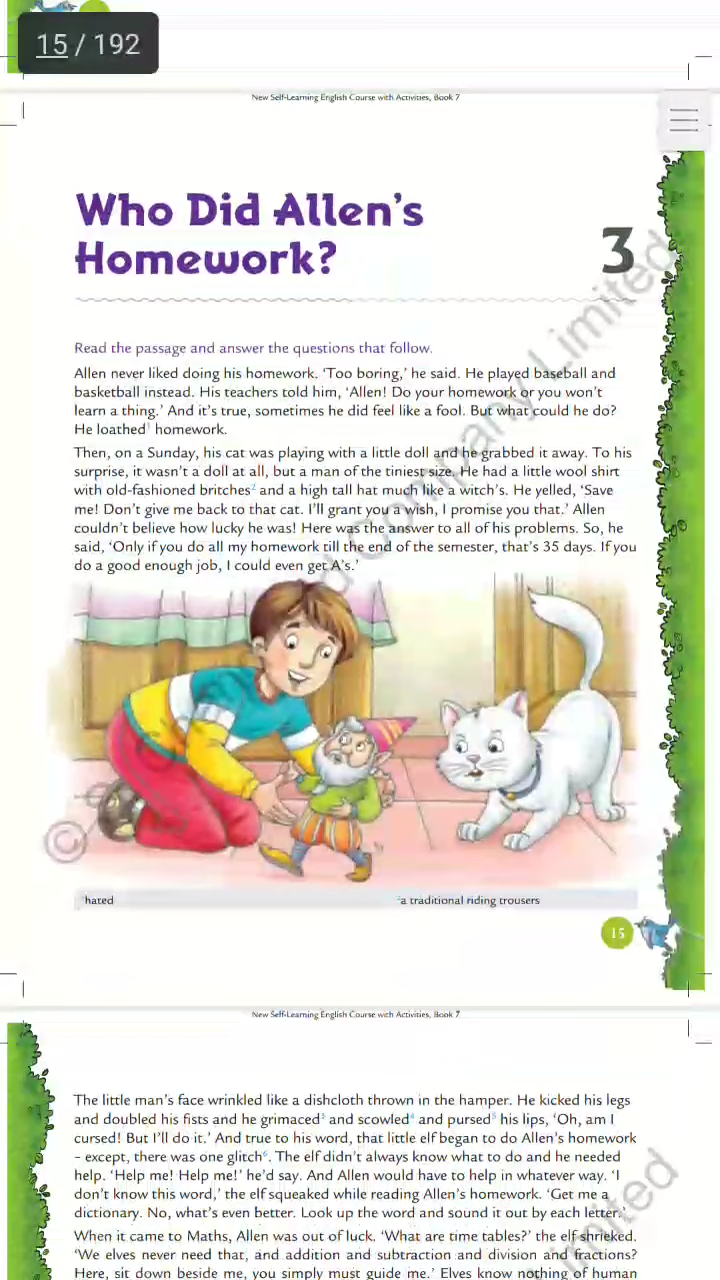 15 / 192
New Self-Learning English Course with Activities, Book 7
Who Did Allen's
Homework?
3
Read the passage and answer the questions that follow.
Allen never liked doing his homework. ‘Too boring,’ he said. He played baseball and
basketball instead. His teachers told him, ‘Allen! Do your homework or you won’t
learn a thing.’ And it’s true, sometimes he did feel like a fool. But what could he do?
He loathed¹ homework.
Then, on a Sunday, his cat was playing with a little doll and he grabbed it away. To his
surprise, it wasn’t a doll at all, but a man of the tiniest size. He had a little wool shirt
with old-fashioned britches² and a high tall hat much like a witch’s. He yelled, ‘Save
me! Don’t give me back to that cat. I’ll grant you a wish, I promise you that.’ Allen
couldn’t believe how lucky he was! Here was the answer to all of his problems. So, he
said, ‘Only if you do all my homework till the end of the semester, that’s 35 days. If you
do a good enough job, I could even get A’s.’
¹hated ²a traditional riding trousers
15
New Self-Learning English Course with Activities, Book 7
The little man’s face wrinkled like a dishcloth thrown in the hamper. He kicked his legs
and doubled his fists and he grimaced³ and scowled⁴ and pursed⁵ his lips, ‘Oh, am I
cursed! But I’ll do it.’ And true to his word, that little elf began to do Allen’s homework
– except, there was one glitch⁶. The elf didn’t always know what to do and he needed
help. ‘Help me! Help me!’ he’d say. And Allen would have to help in whatever way. ‘I
don’t know this word,’ the elf squeaked while reading Allen’s homework. ‘Get me a
dictionary. No, what’s even better. Look up the word and sound it out by each letter.’
When it came to Maths, Allen was out of luck. ‘What are time tables?’ the elf shrieked.
‘We elves never need that, and addition and subtraction and division and fractions?
Here, sit down beside me, you simply must guide me.’ Elves know nothing of human
© Company Limited
Limited